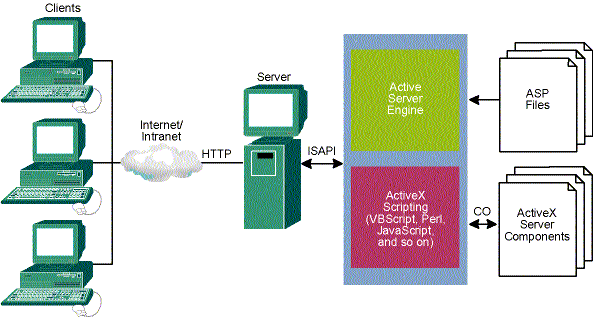 Clients
Server
Internet/
Intranet
HTTP
ISAPI
Active
Server
Engine
ActiveX
Scripting
(VBScript, Perl,
JavaScript,
and so on)
ASP
Files
CO
ActiveX
Server
Components